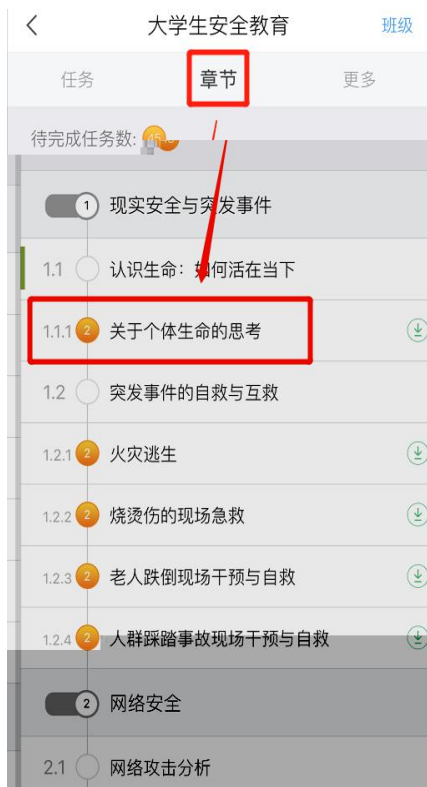 大学生安全教育 班级
任务 章节 更多
待完成任务数:
1 现实安全与突发事件
1.1 认识生命：如何活在当下
1.1.1 2 关于个体生命的思考
1.2 突发事件的自救与互救
1.2.1 2 火灾逃生
1.2.2 2 烧烫伤的现场急救
1.2.3 2 老人跌倒现场干预与自救
1.2.4 2 人群踩踏事故现场干预与自救
2 网络安全
2.1 网络攻击分析